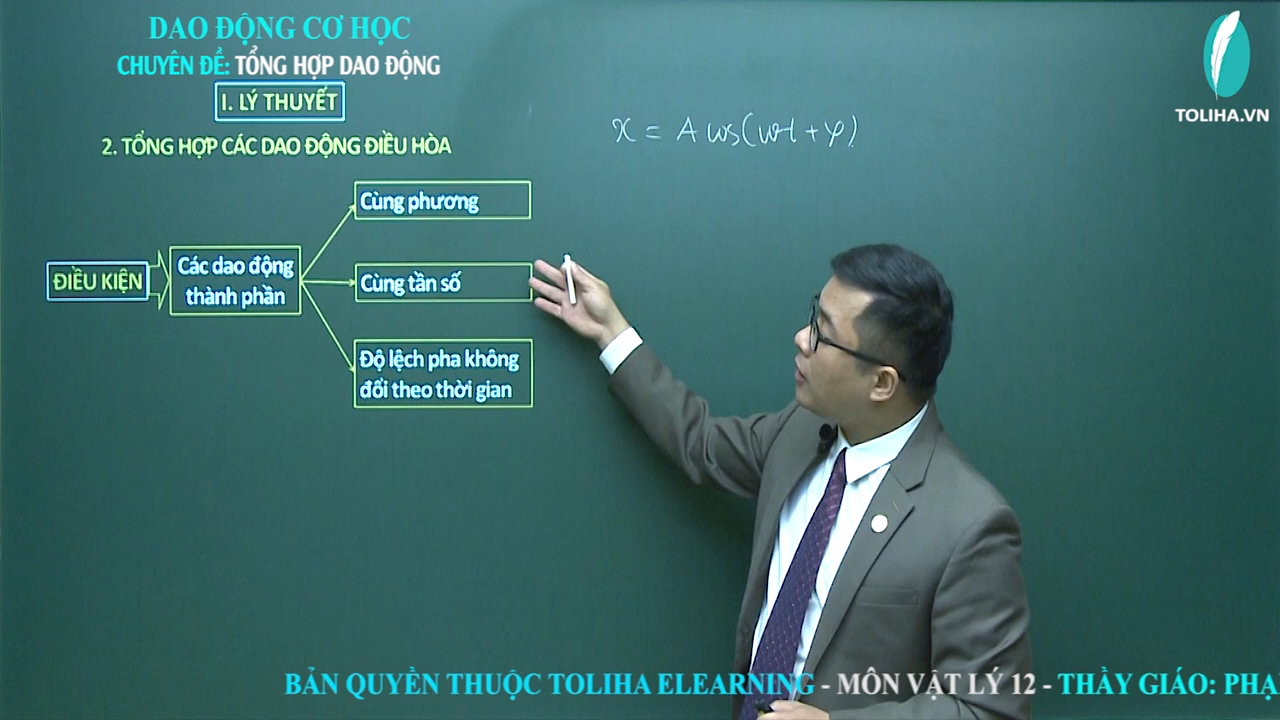 DAO ĐỘNG CƠ HỌC
CHUYÊN ĐỀ: TỔNG HỢP DAO ĐỘNG
I. LÝ THUYẾT
2. TỔNG HỢP CÁC DAO ĐỘNG ĐIỀU HÒA
x = A cos(ωt + φ)
Cùng phương
ĐIỀU KIỆN
Các dao động
thành phần
Cùng tần số
Độ lệch pha không
đổi theo thời gian
TOLIHA.VN
BẢN QUYỀN THUỘC TOLIHA ELEARNING - MÔN VẬT LÝ 12 - THẦY GIÁO: PHẠ